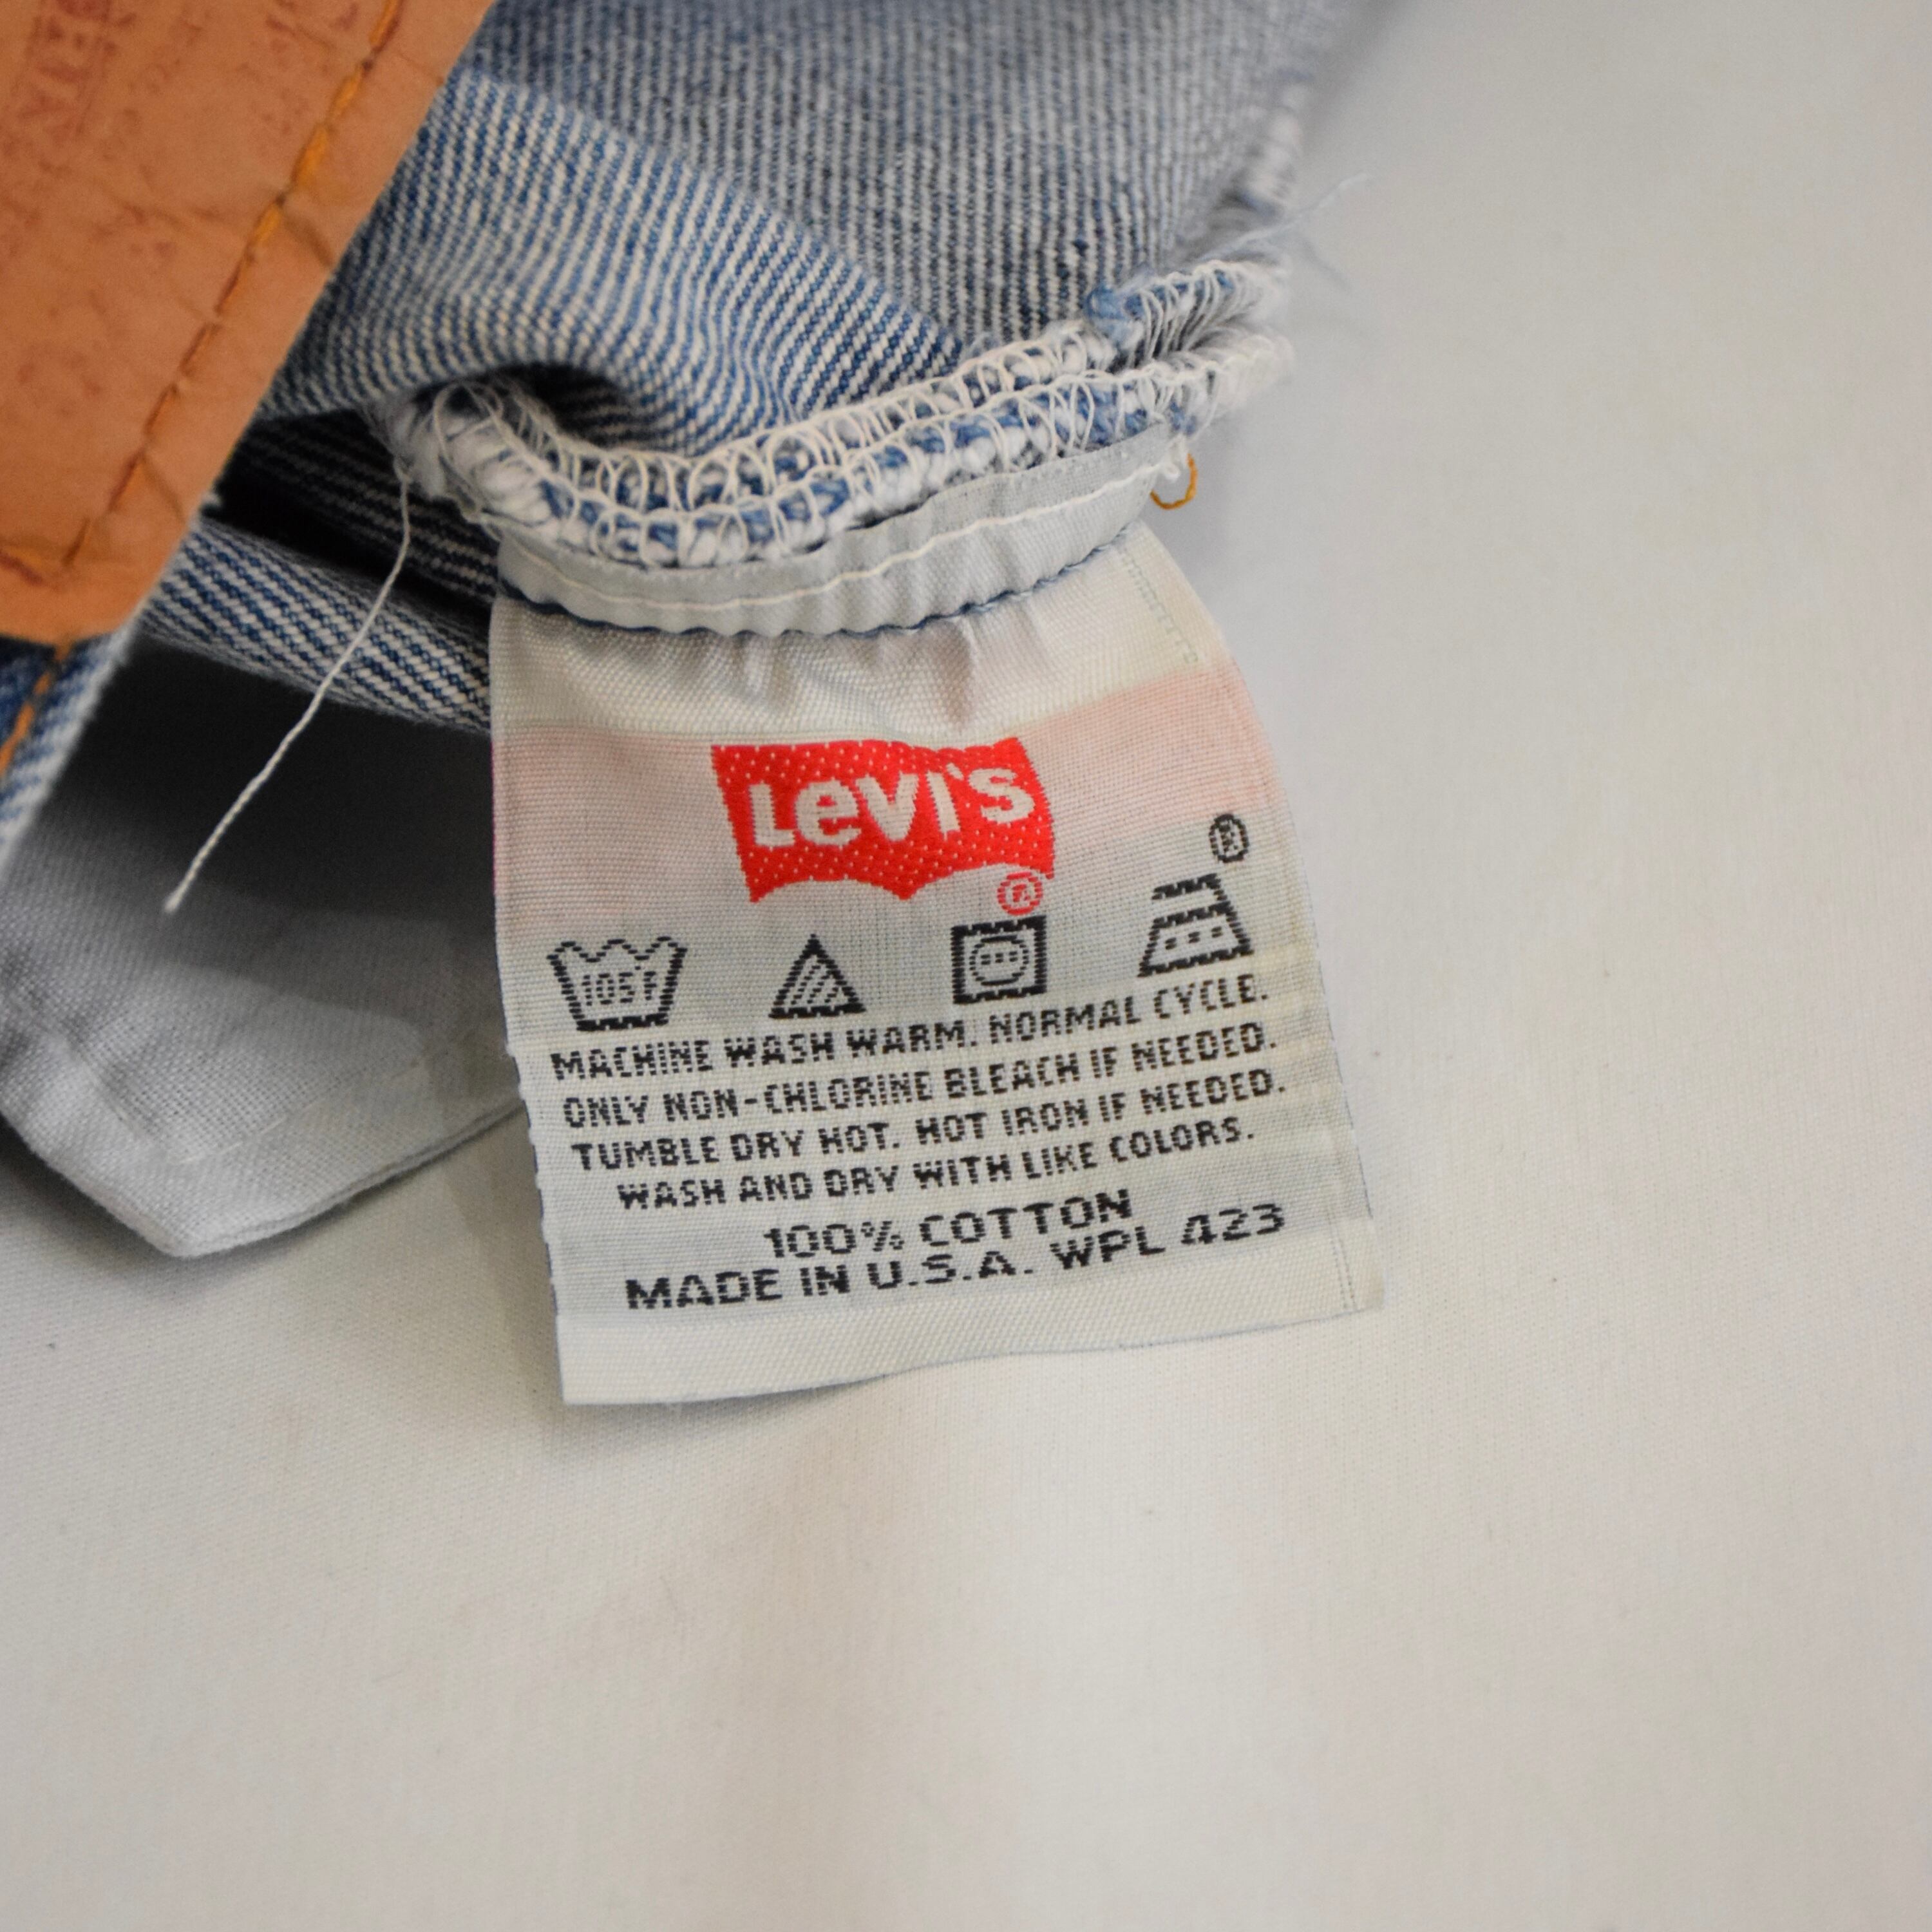 LEVI'S
®
®
105°F
MACHINE WASH WARM. NORMAL CYCLE.
ONLY NON-CHLORINE BLEACH IF NEEDED.
TUMBLE DRY HOT. HOT IRON IF NEEDED.
WASH AND DRY WITH LIKE COLORS.
100% COTTON
MADE IN U.S.A. WPL 423